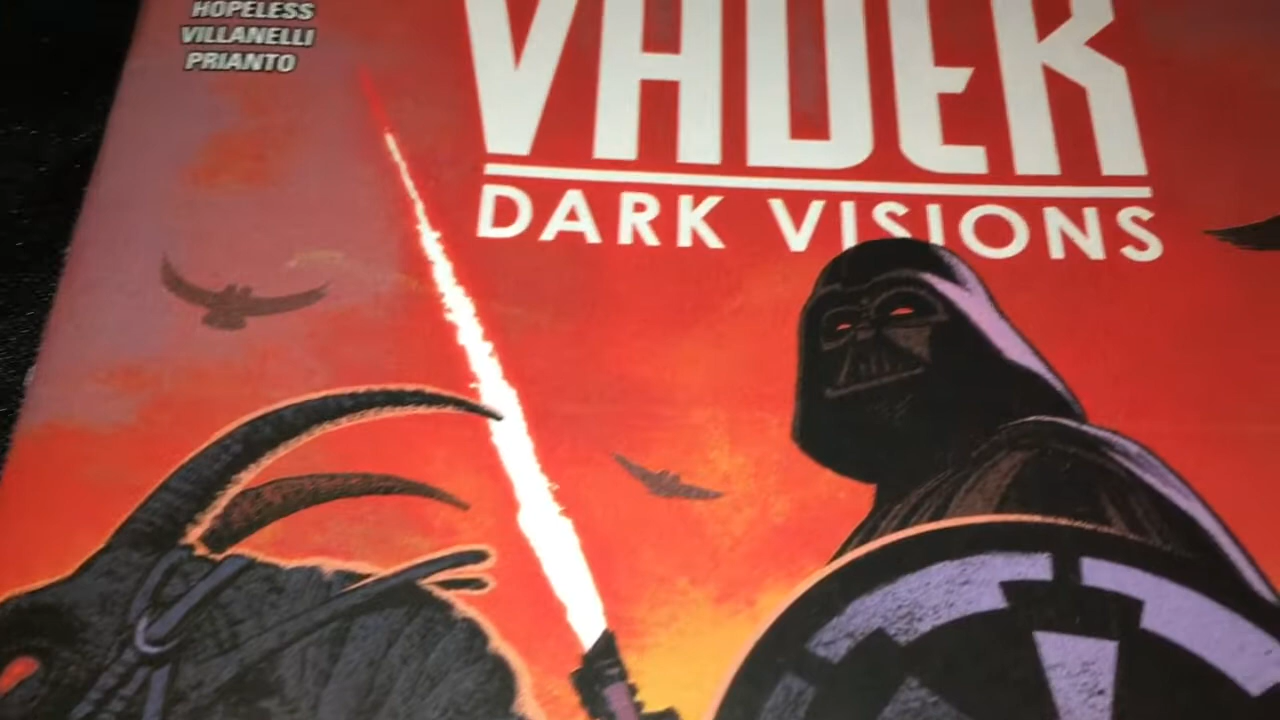 HOPELESS
VILLANELLI
PRIANTO
VADER
DARK VISIONS